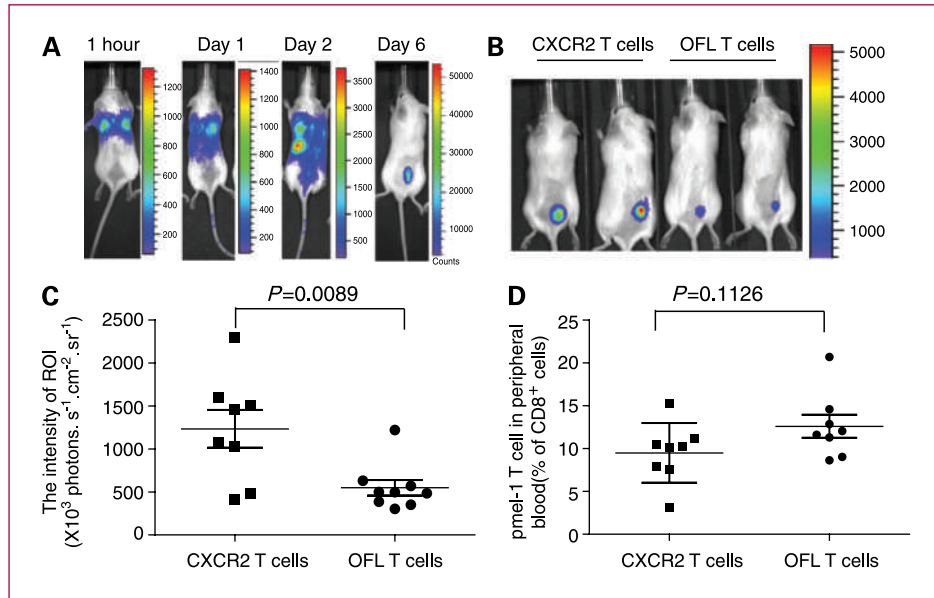 A
1 hour
Day 1
Day 2
Day 6
1200
1000
800
600
400
200
1400
1200
1000
800
600
400
200
3500
2500
1500
500
50000
40000
30000
20000
10000
Counts
B
CXCR2 T cells
OFL T cells
5000
4000
3000
2000
1000
C
P=0.0089
The intensity of ROI
(X10³ photons. s⁻¹.cm⁻².sr⁻¹)
2500
2000
1500
1000
500
0
CXCR2 T cells
OFL T cells
D
P=0.1126
pmel-1 T cell in peripheral
blood(% of CD8⁺ cells)
25
20
15
10
5
0
CXCR2 T cells
OFL T cells